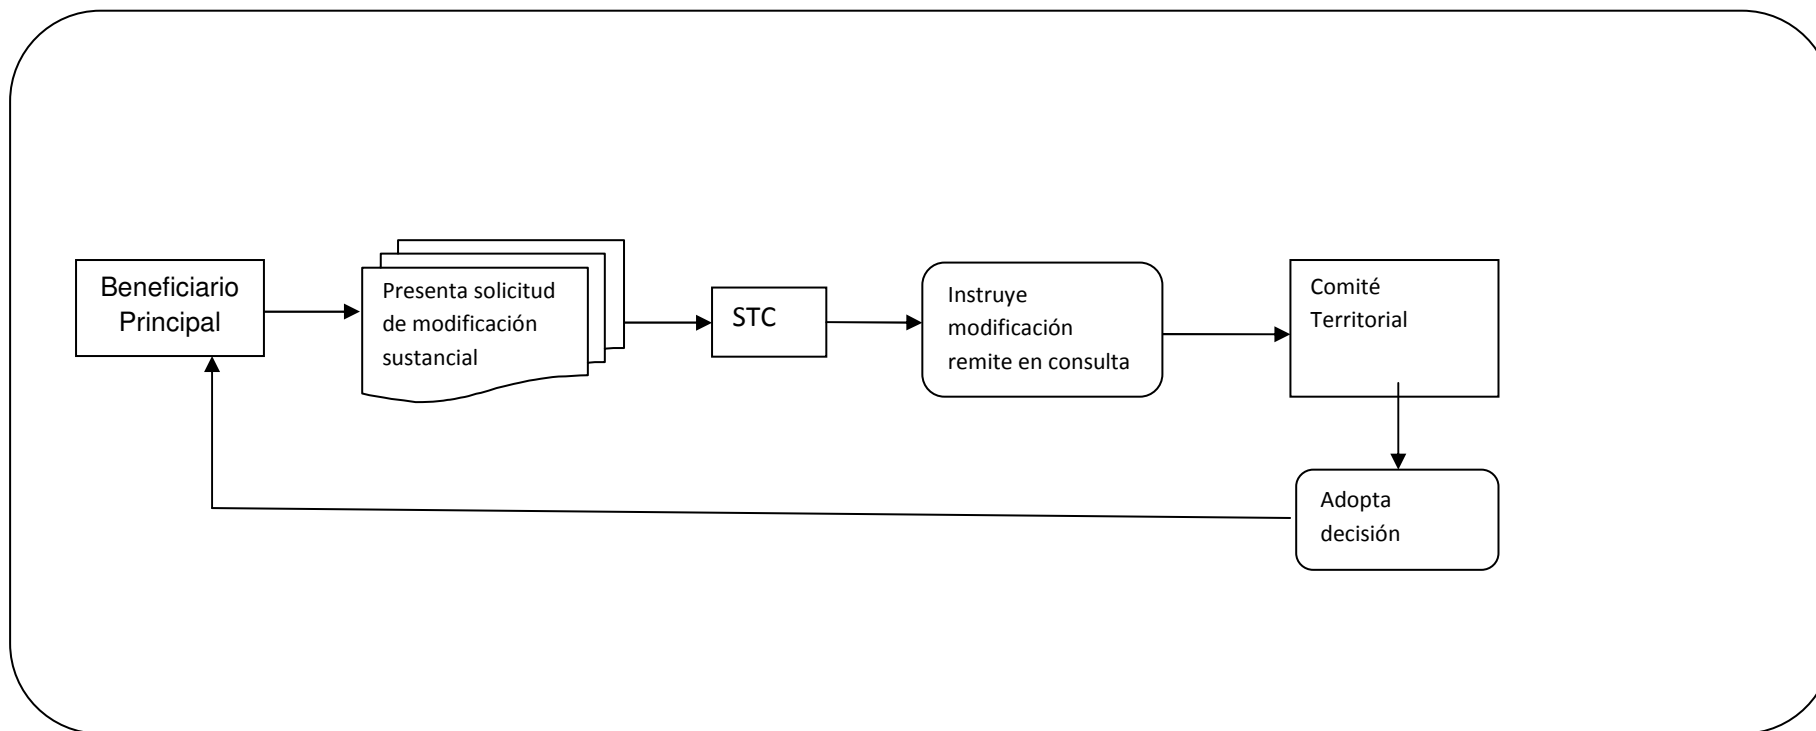 Beneficiario
Principal
Presenta solicitud
de modificación
sustancial
STC
Instruye
modificación
remite en consulta
Comité
Territorial
Adopta
decisión